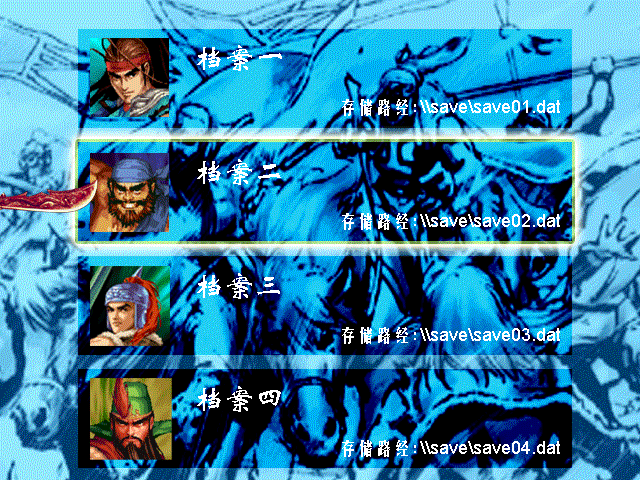 档案一
存储路经:\\save\save01.dat
档案二
存储路经:\\save\save02.dat
档案三
存储路经:\\save\save03.dat
档案四
存储路经:\\save\save04.dat